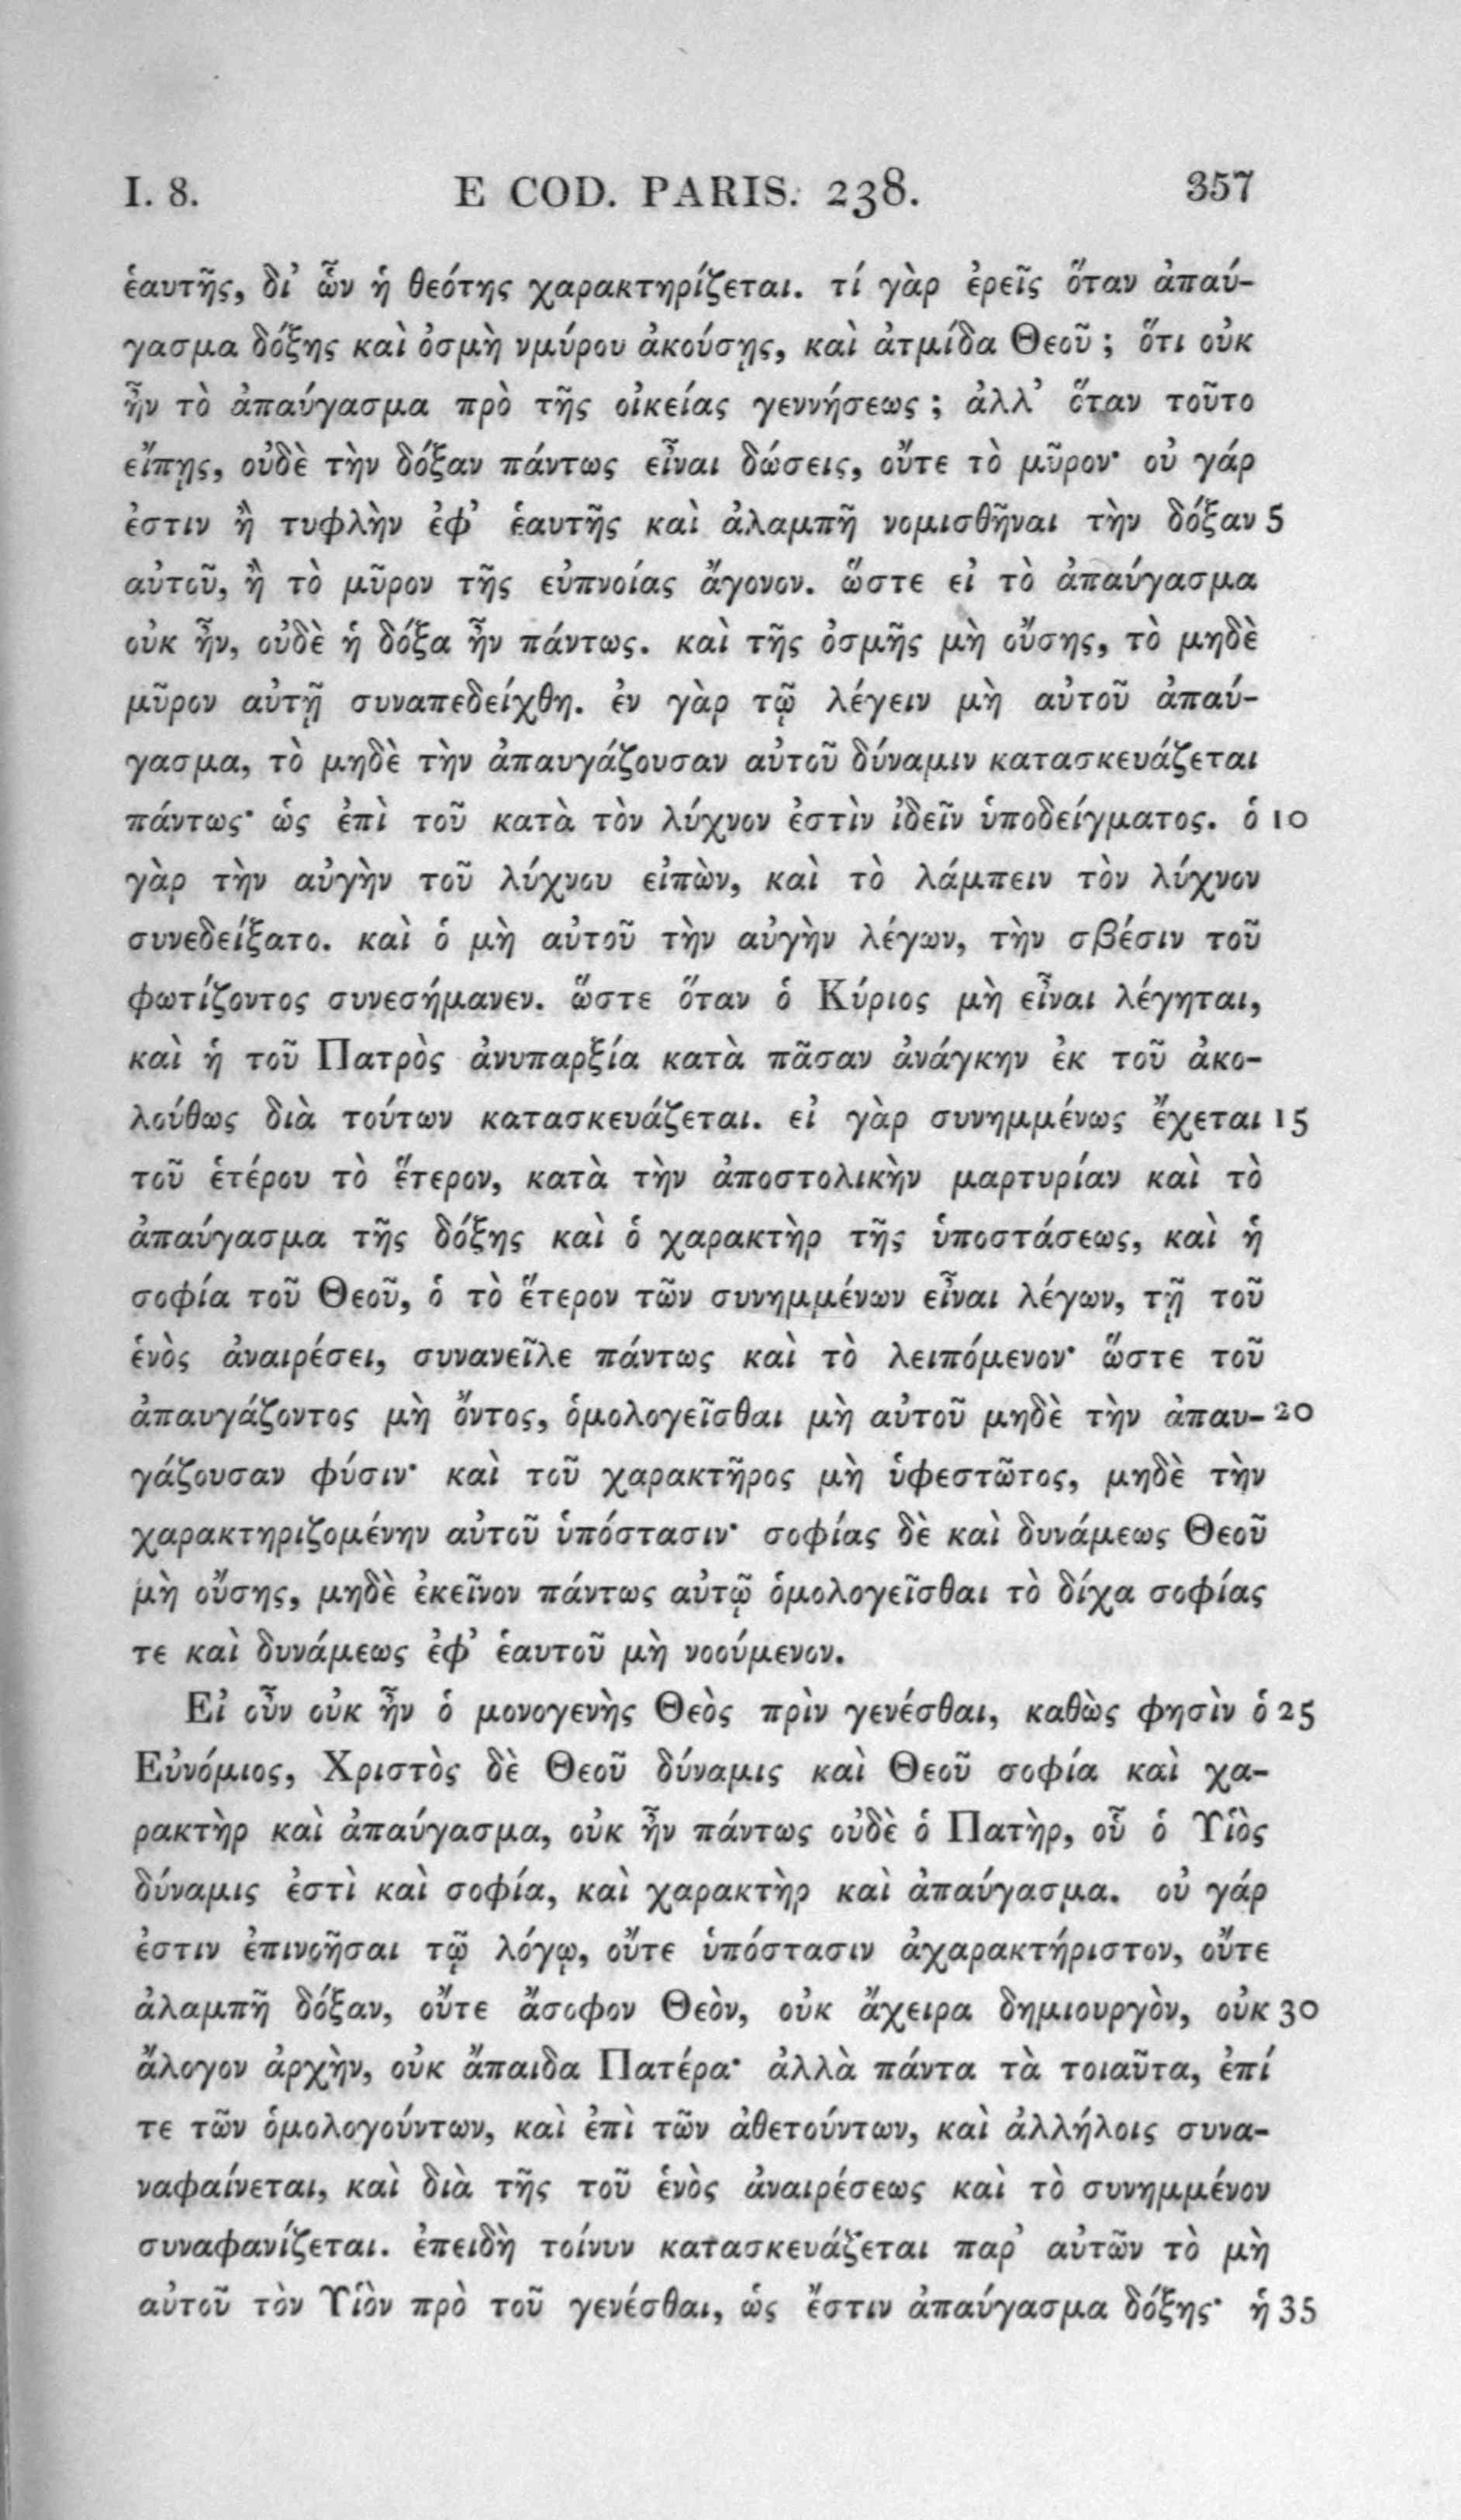 I. 8. E COD. PARIS. 238. 357
ἑαυτῆς, δι’ ὧν ἡ θεότης χαρακτηρίζεται. τί γὰρ ἐρεῖς ὅταν ἀπαύ-
γασμα δόξης καὶ ὀσμὴ νμύρου ἀκούσῃς, καὶ ἀτμίδα Θεοῦ ; ὅτι οὐκ
ἦν τὸ ἀπαύγασμα πρὸ τῆς οἰκείας γεννήσεως ; ἀλλ’ ὅταν τοῦτο
εἴπῃς, οὐδὲ τὴν δόξαν πάντως εἶναι δώσεις, οὔτε τὸ μῦρον· οὐ γάρ
ἐστιν ἢ τυφλὴν ἐφ’ ἑαυτῆς καὶ ἀλαμπῆ νομισθῆναι τὴν δόξαν 5
αὐτοῦ, ἢ τὸ μῦρον τῆς εὐπνοίας ἄγονον. ὥστε εἰ τὸ ἀπαύγασμα
οὐκ ἦν, οὐδὲ ἡ δόξα ἦν πάντως. καὶ τῆς ὀσμῆς μὴ οὔσης, τὸ μηδὲ
μῦρον αὐτῇ συναπεδείχθη. ἐν γὰρ τῷ λέγειν μὴ αὐτοῦ ἀπαύ-
γασμα, τὸ μηδὲ τὴν ἀπαυγάζουσαν αὐτοῦ δύναμιν κατασκευάζεται
πάντως· ὡς ἐπὶ τοῦ κατὰ τὸν λύχνον ἐστὶν ἰδεῖν ὑποδείγματος. ὁ 10
γὰρ τὴν αὐγὴν τοῦ λύχνου εἰπὼν, καὶ τὸ λάμπειν τὸν λύχνον
συνεδείξατο. καὶ ὁ μὴ αὐτοῦ τὴν αὐγὴν λέγων, τὴν σβέσιν τοῦ
φωτίζοντος συνεσήμανεν. ὥστε ὅταν ὁ Κύριος μὴ εἶναι λέγηται,
καὶ ἡ τοῦ Πατρὸς ἀνυπαρξία κατὰ πᾶσαν ἀνάγκην ἐκ τοῦ ἀκο-
λούθως διὰ τούτων κατασκευάζεται. εἰ γὰρ συνημμένως ἔχεται 15
τοῦ ἑτέρου τὸ ἕτερον, κατὰ τὴν ἀποστολικὴν μαρτυρίαν καὶ τὸ
ἀπαύγασμα τῆς δόξης καὶ ὁ χαρακτὴρ τῆς ὑποστάσεως, καὶ ἡ
σοφία τοῦ Θεοῦ, ὁ τὸ ἕτερον τῶν συνημμένων εἶναι λέγων, τῇ τοῦ
ἑνὸς ἀναιρέσει, συνανεῖλε πάντως καὶ τὸ λειπόμενον· ὥστε τοῦ
ἀπαυγάζοντος μὴ ὄντος, ὁμολογεῖσθαι μὴ αὐτοῦ μηδὲ τὴν ἀπαυ- 20
γάζουσαν φύσιν· καὶ τοῦ χαρακτῆρος μὴ ὑφεστῶτος, μηδὲ τὴν
χαρακτηριζομένην αὐτοῦ ὑπόστασιν· σοφίας δὲ καὶ δυνάμεως Θεοῦ
μὴ οὔσης, μηδὲ ἐκεῖνον πάντως αὐτῷ ὁμολογεῖσθαι τὸ δίχα σοφίας
τε καὶ δυνάμεως ἐφ’ ἑαυτοῦ μὴ νοούμενον.
Εἰ οὖν οὐκ ἦν ὁ μονογενὴς Θεὸς πρὶν γενέσθαι, καθὼς φησὶν ὁ 25
Εὐνόμιος, Χριστὸς δὲ Θεοῦ δύναμις καὶ Θεοῦ σοφία καὶ χα-
ρακτὴρ καὶ ἀπαύγασμα, οὐκ ἦν πάντως οὐδὲ ὁ Πατὴρ, οὗ ὁ Υἱὸς
δύναμις ἐστὶ καὶ σοφία, καὶ χαρακτὴρ καὶ ἀπαύγασμα. οὐ γάρ
ἐστιν ἐπινοῆσαι τῷ λόγῳ, οὔτε ὑπόστασιν ἀχαρακτήριστον, οὔτε
ἀλαμπῆ δόξαν, οὔτε ἄσοφον Θεὸν, οὐκ ἄχειρα δημιουργὸν, οὐκ 30
ἄλογον ἀρχὴν, οὐκ ἄπαιδα Πατέρα· ἀλλὰ πάντα τὰ τοιαῦτα, ἐπί
τε τῶν ὁμολογούντων, καὶ ἐπὶ τῶν ἀθετούντων, καὶ ἀλλήλοις συνα-
ναφαίνεται, καὶ διὰ τῆς τοῦ ἑνὸς ἀναιρέσεως καὶ τὸ συνημμένον
συναφανίζεται. ἐπειδὴ τοίνυν κατασκευάζεται παρ’ αὐτῶν τὸ μὴ
αὐτοῦ τὸν Υἱὸν πρὸ τοῦ γενέσθαι, ὡς ἔστιν ἀπαύγασμα δόξης· ἡ 35